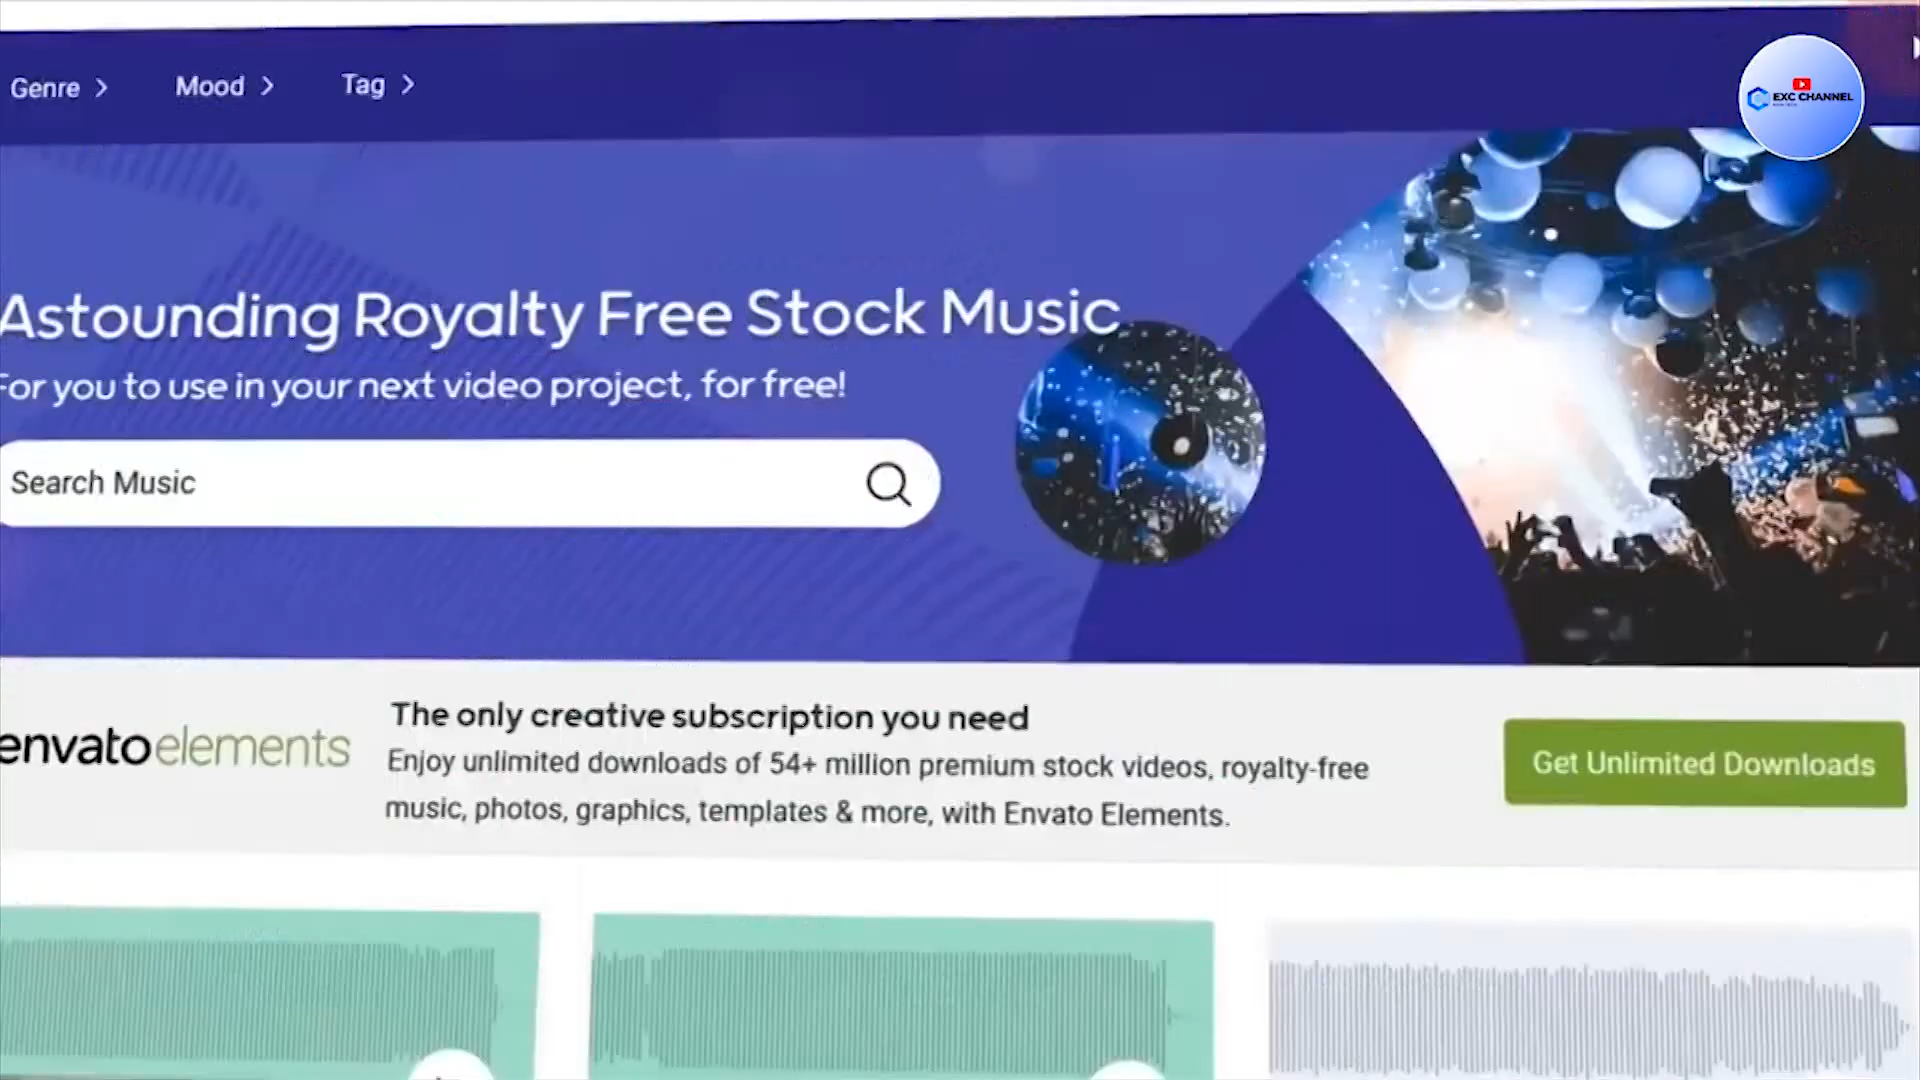 Genre
Mood
Tag
EXC CHANNEL
Astounding Royalty Free Stock Music
For you to use in your next video project, for free!
Search Music
envatoelements
The only creative subscription you need
Enjoy unlimited downloads of 54+ million premium stock videos, royalty-free
music, photos, graphics, templates & more, with Envato Elements.
Get Unlimited Downloads